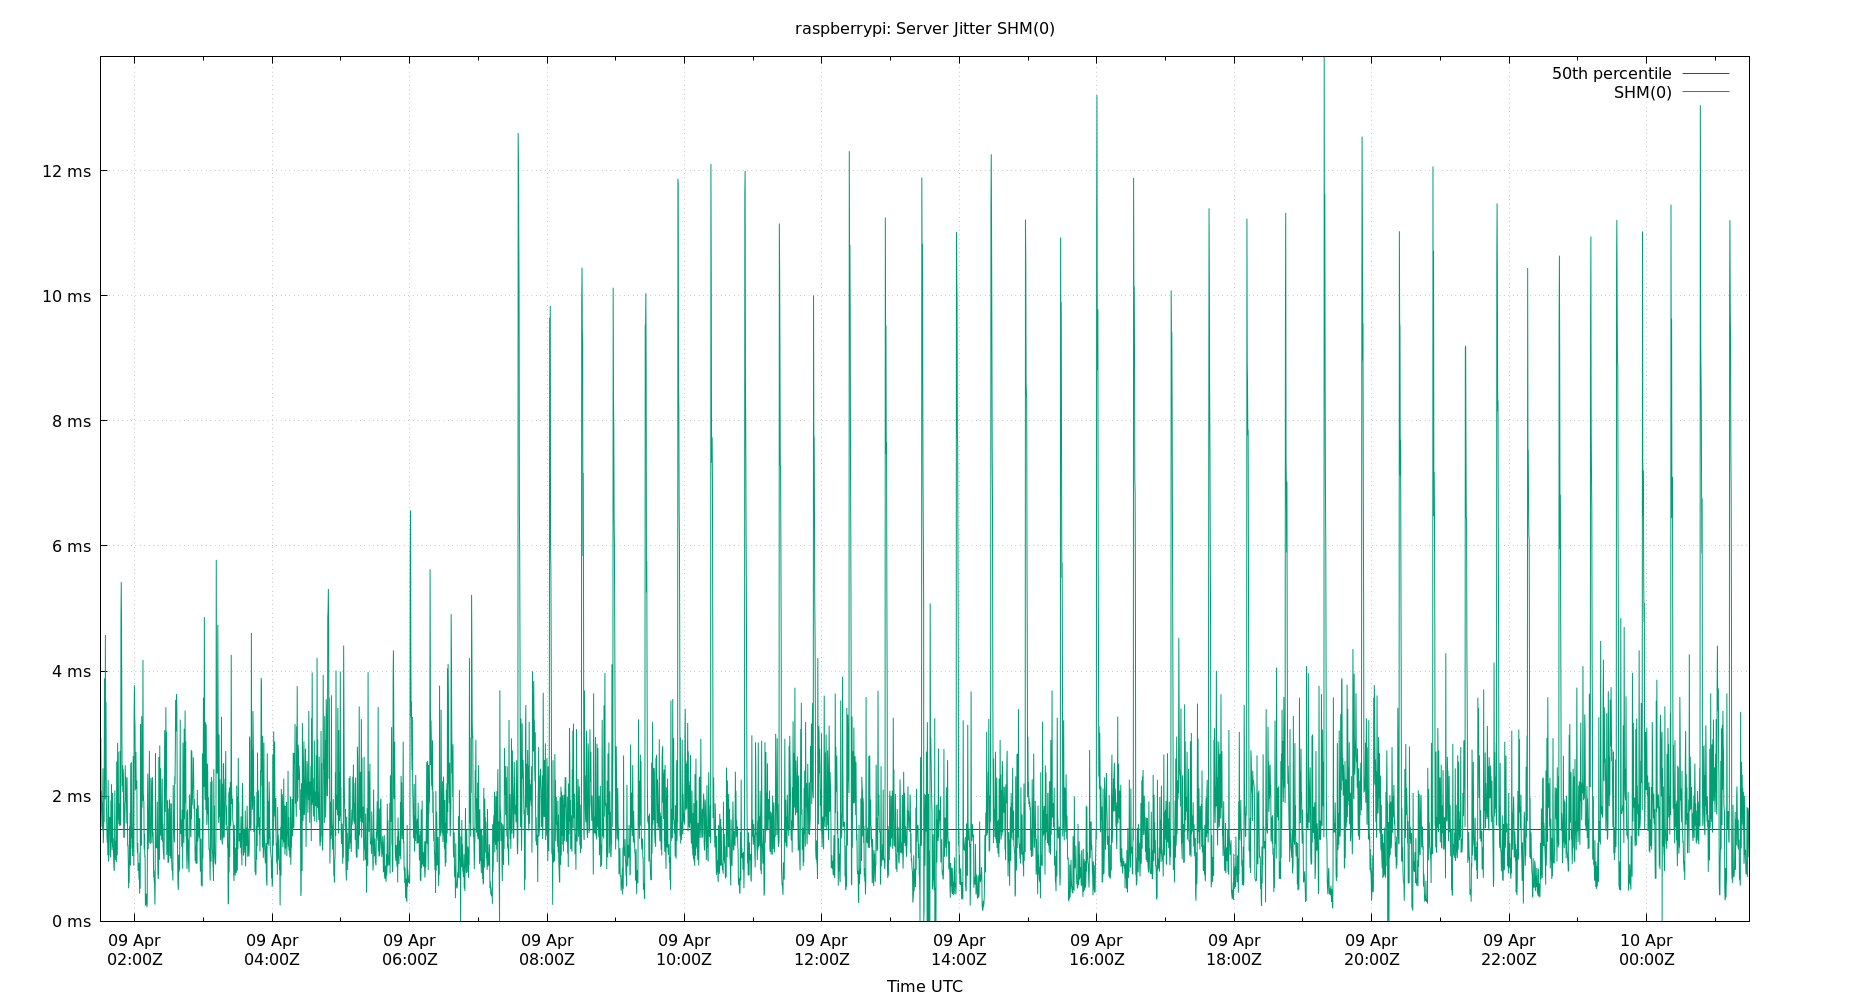 raspberrypi: Server Jitter SHM(0)
50th percentile
SHM(0)
12 ms
10 ms
8 ms
6 ms
4 ms
2 ms
0 ms
09 Apr 09 Apr 09 Apr 09 Apr 09 Apr 09 Apr 09 Apr 09 Apr 09 Apr 09 Apr 09 Apr 10 Apr
02:00Z 04:00Z 06:00Z 08:00Z 10:00Z 12:00Z 14:00Z 16:00Z 18:00Z 20:00Z 22:00Z 00:00Z
Time UTC